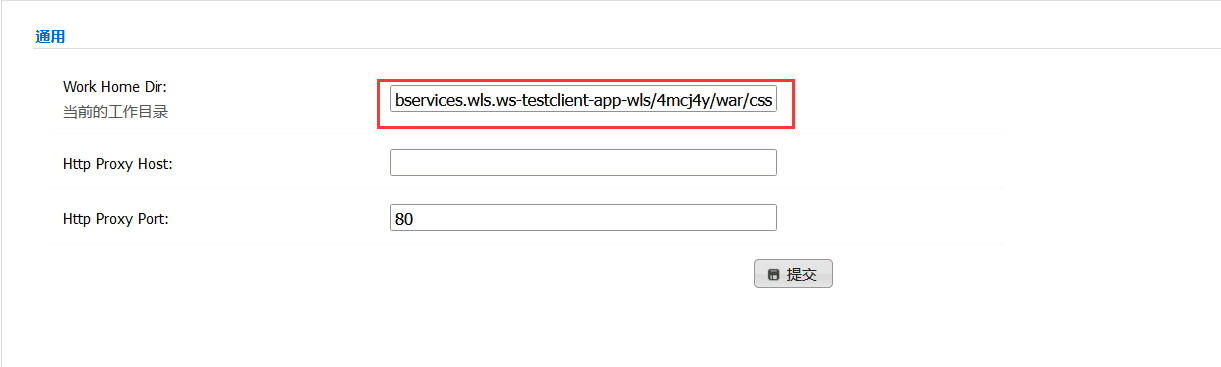 通用
Work Home Dir:
bservices.wls.ws-testclient-app-wls/4mcj4y/war/css
当前的工作目录
Http Proxy Host:
Http Proxy Port:
80
提交